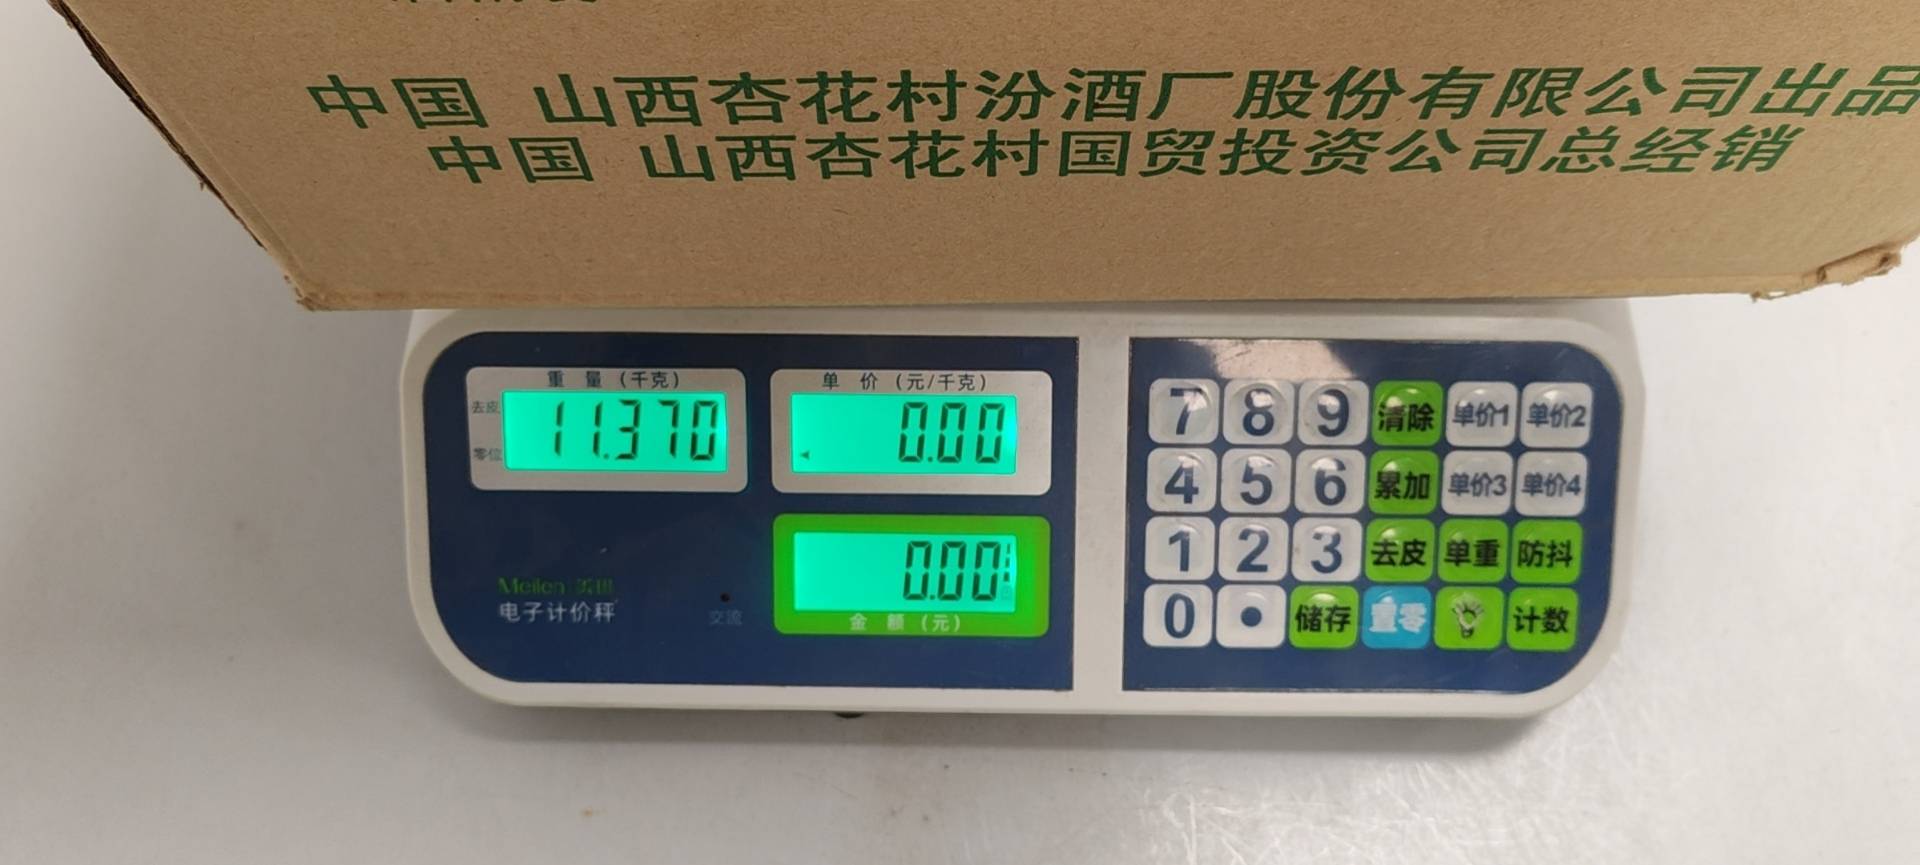 中国 山西杏花村汾酒厂股份有限公司出品
中国 山西杏花村国贸投资公司总经销
重 量 (千克)
去皮
零位
11.370
单 价 (元/千克)
0.00
0.00
金 额 (元)
Meilen
电子计价秤
交流
7 8 9 清除 单价1 单价2
4 5 6 累加 单价3 单价4
1 2 3 去皮 单重 防抖
0 • 储存 置零 计数